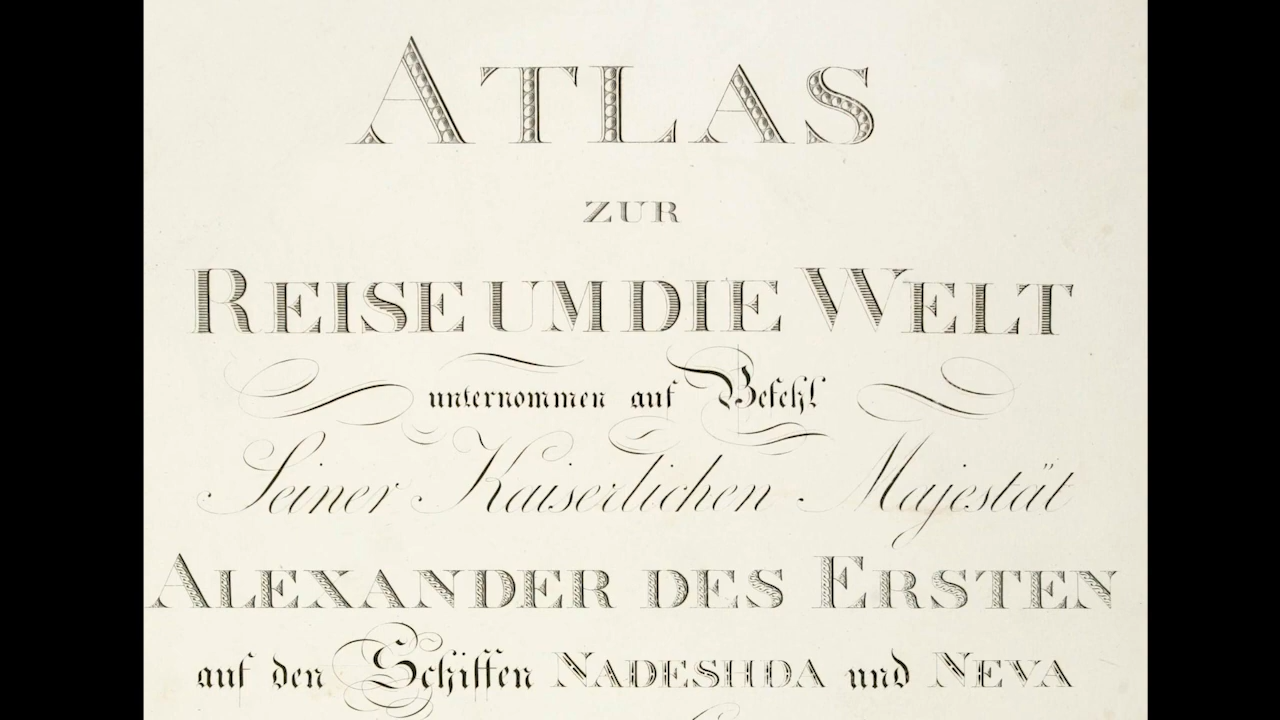 ATLAS
ZUR
REISE UM DIE WELT
unternommen auf Befehl
Seiner Kaiserlichen Majestät
ALEXANDER DES ERSTEN
auf den Schiffen NADESHDA und NEVA